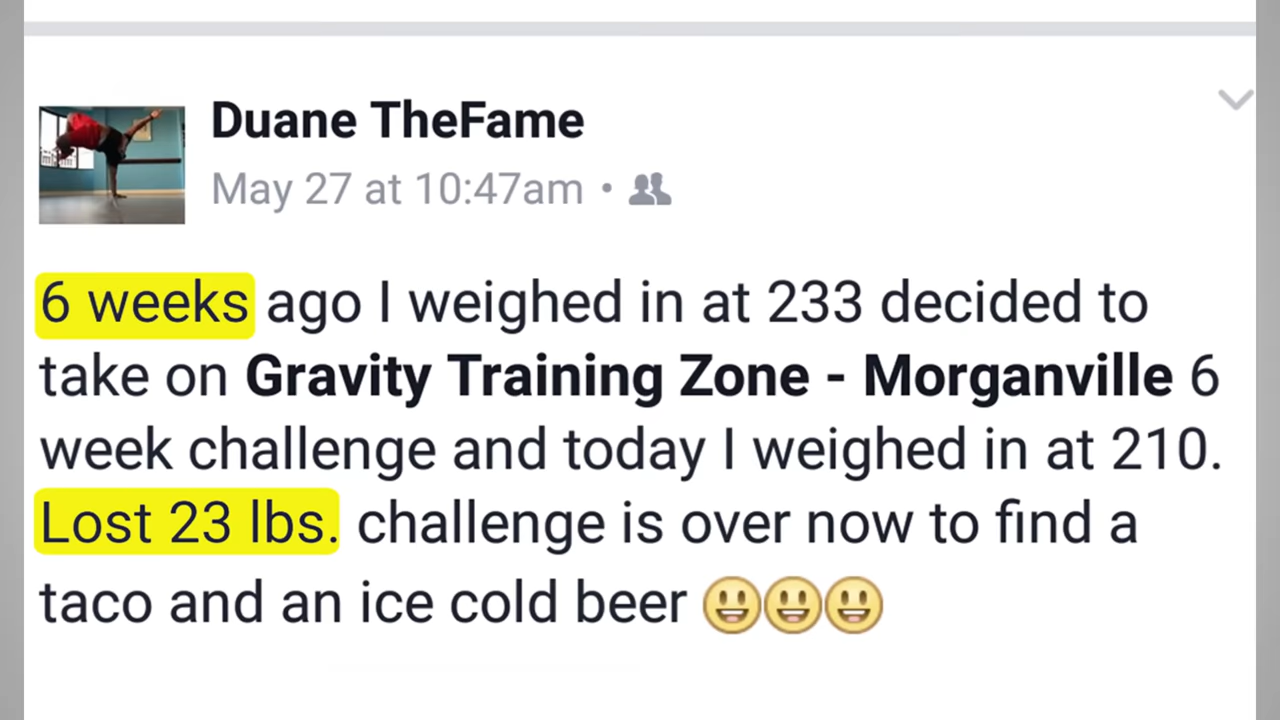 Duane TheFame
May 27 at 10:47am •
6 weeks ago I weighed in at 233 decided to
take on Gravity Training Zone - Morganville 6
week challenge and today I weighed in at 210.
Lost 23 lbs. challenge is over now to find a
taco and an ice cold beer 😃😃😃